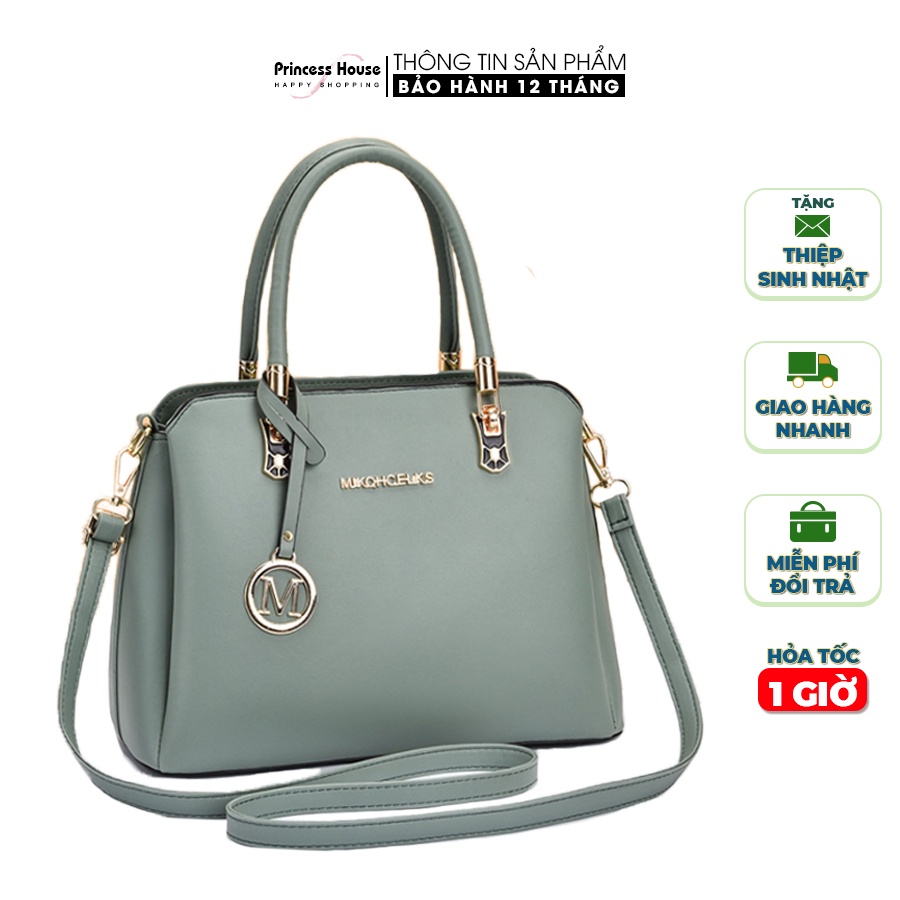 Princess House
HAPPY SHOPPING
THÔNG TIN SẢN PHẨM
BẢO HÀNH 12 THÁNG
TẶNG
THIỆP
SINH NHẬT
GIAO HÀNG
NHANH
MJKQHCELKS
M
MIỄN PHÍ
ĐỔI TRẢ
HỎA TỐC
1 GIỜ